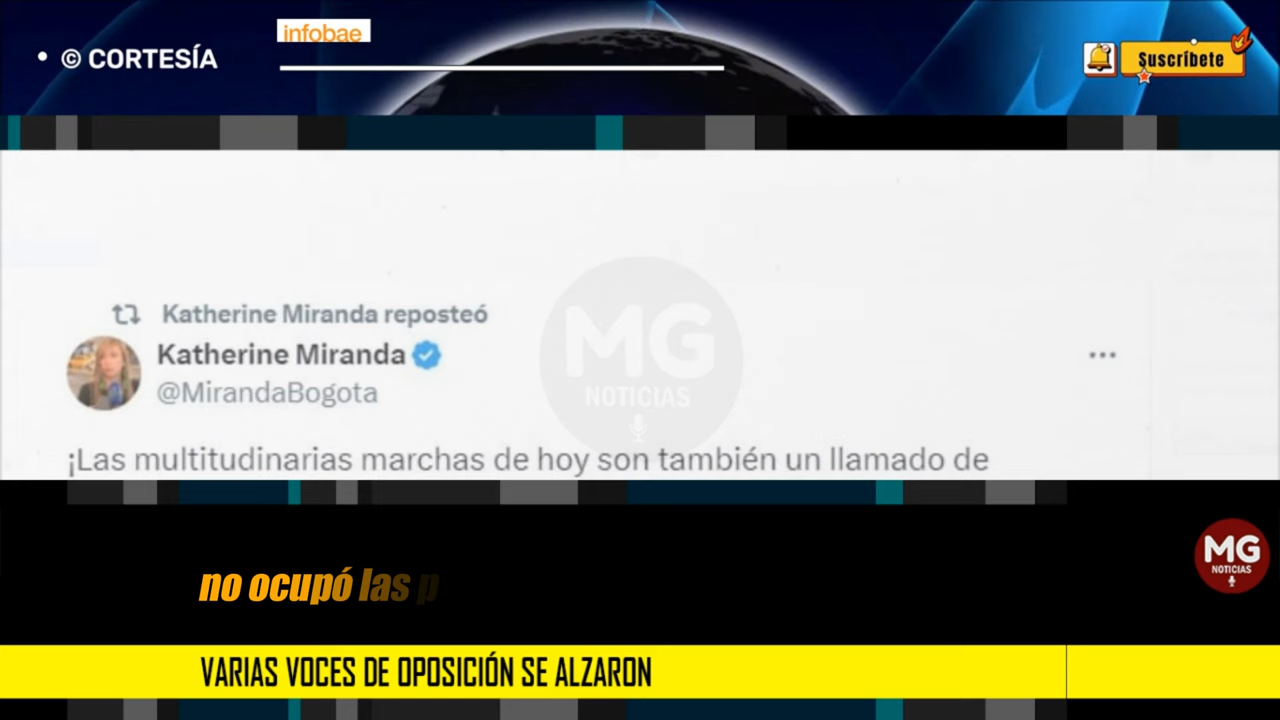 infobae
• © CORTESÍA
Suscríbete
Katherine Miranda reposteó
Katherine Miranda
@MirandaBogota
¡Las multitudinarias marchas de hoy son también un llamado de
MG
NOTICIAS
MG
NOTICIAS
no ocupó las p
VARIAS VOCES DE OPOSICIÓN SE ALZARON